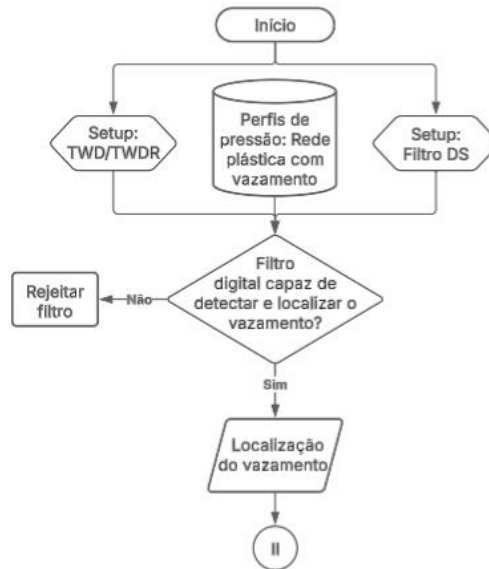 Início
Setup:
TWD/TWDR
Perfis de
pressão: Rede
plástica com
vazamento
Setup:
Filtro DS
Filtro
digital capaz de
detectar e localizar o
vazamento?
Não
Rejeitar
filtro
Sim
Localização
do vazamento
II